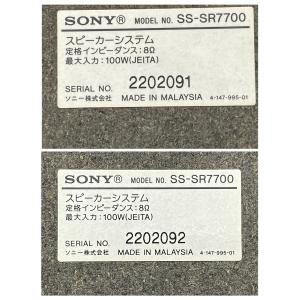 SONY MODEL NO. SS-SR7700
スピーカーシステム
定格インピーダンス:8Ω
最大入力:100W(JEITA)
SERIAL NO. 2202091
ソニー株式会社 MADE IN MALAYSIA 4-147-995-01
SONY MODEL NO. SS-SR7700
スピーカーシステム
定格インピーダンス:8Ω
最大入力:100W(JEITA)
SERIAL NO. 2202092
ソニー株式会社 MADE IN MALAYSIA 4-147-995-01